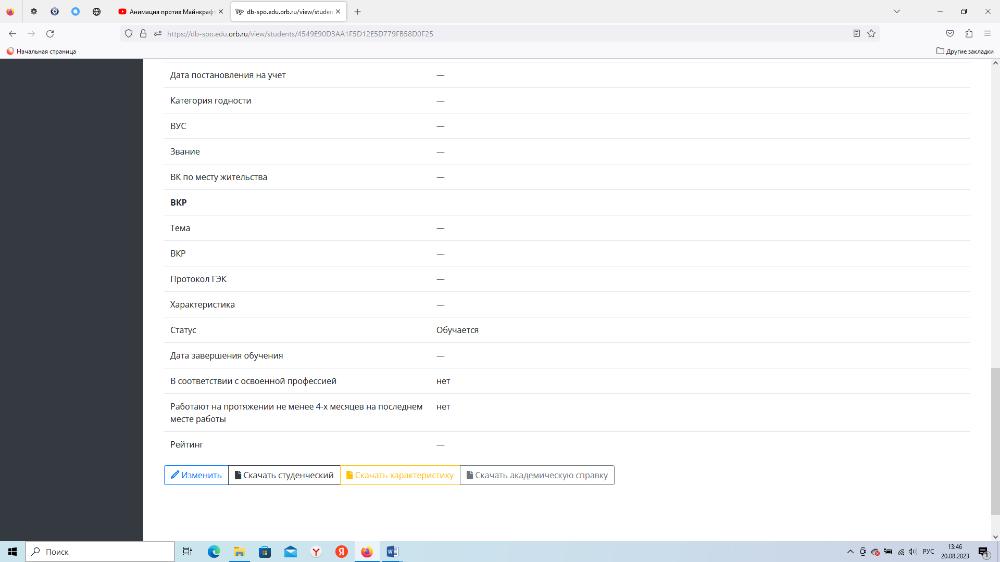 Анимация против Майнкрафт
db-spo.edu.orb.ru/view/studen
https://db-spo.edu.orb.ru/view/students/4549E90D3AA1F5D12E5D779FB58D0F25
Начальная страница
Другие закладки
Дата постановления на учет —
Категория годности —
ВУС —
Звание —
ВК по месту жительства —
ВКР
Тема —
ВКР —
Протокол ГЭК —
Характеристика —
Статус Обучается
Дата завершения обучения —
В соответствии с освоенной профессией нет
Работают на протяжении не менее 4-х месяцев на последнем нет
месте работы
Рейтинг —
Изменить Скачать студенческий Скачать характеристику Скачать академическую справку
Поиск
РУС
13:46
20.08.2023
1